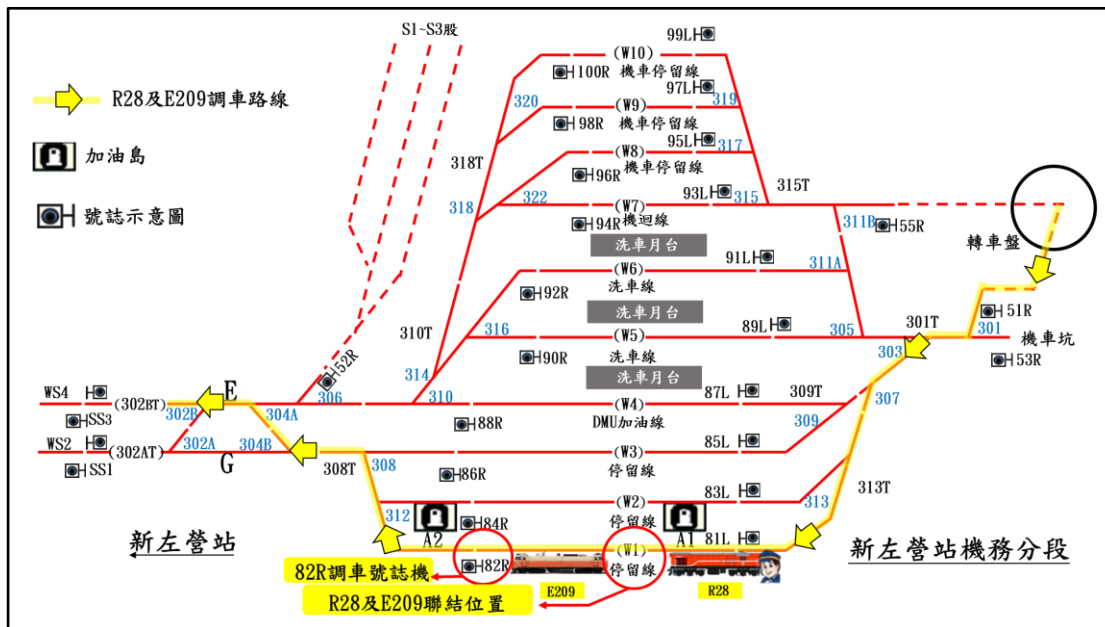 S1~S3股
99L
(W10)
100R 機車停留線
97L
R28及E209調車路線
320
(W9)
319
98R 機車停留線
95L
加油島
318T
(W8)
317
96R
機車停留線
93L
315T
318
322
(W7)
315
號誌示意圖
94R
機迴線
311B
55R
洗車月台
轉車盤
91L
(W6)
311A
洗車線
92R
51R
洗車月台
310T
89L
301T
316
(W5)
305
301
機車坑
洗車線
303
90R
53R
52R
314
洗車月台
WS4
E
87L
309T
307
(302BT)
302B
304A
306
310
(W4)
SS3
DMU加油線
309
88R
WS2
85L
302A
304B
(302AT)
308
(W3)
G
308T
停留線
SS1
86R
83L
313T
(W2)
313
312
停留線
84R
A2
A1
81L
新左營站
(W1)
新左營站機務分段
82R
停留線
82R調車號誌機
E209
R28
R28及E209聯結位置